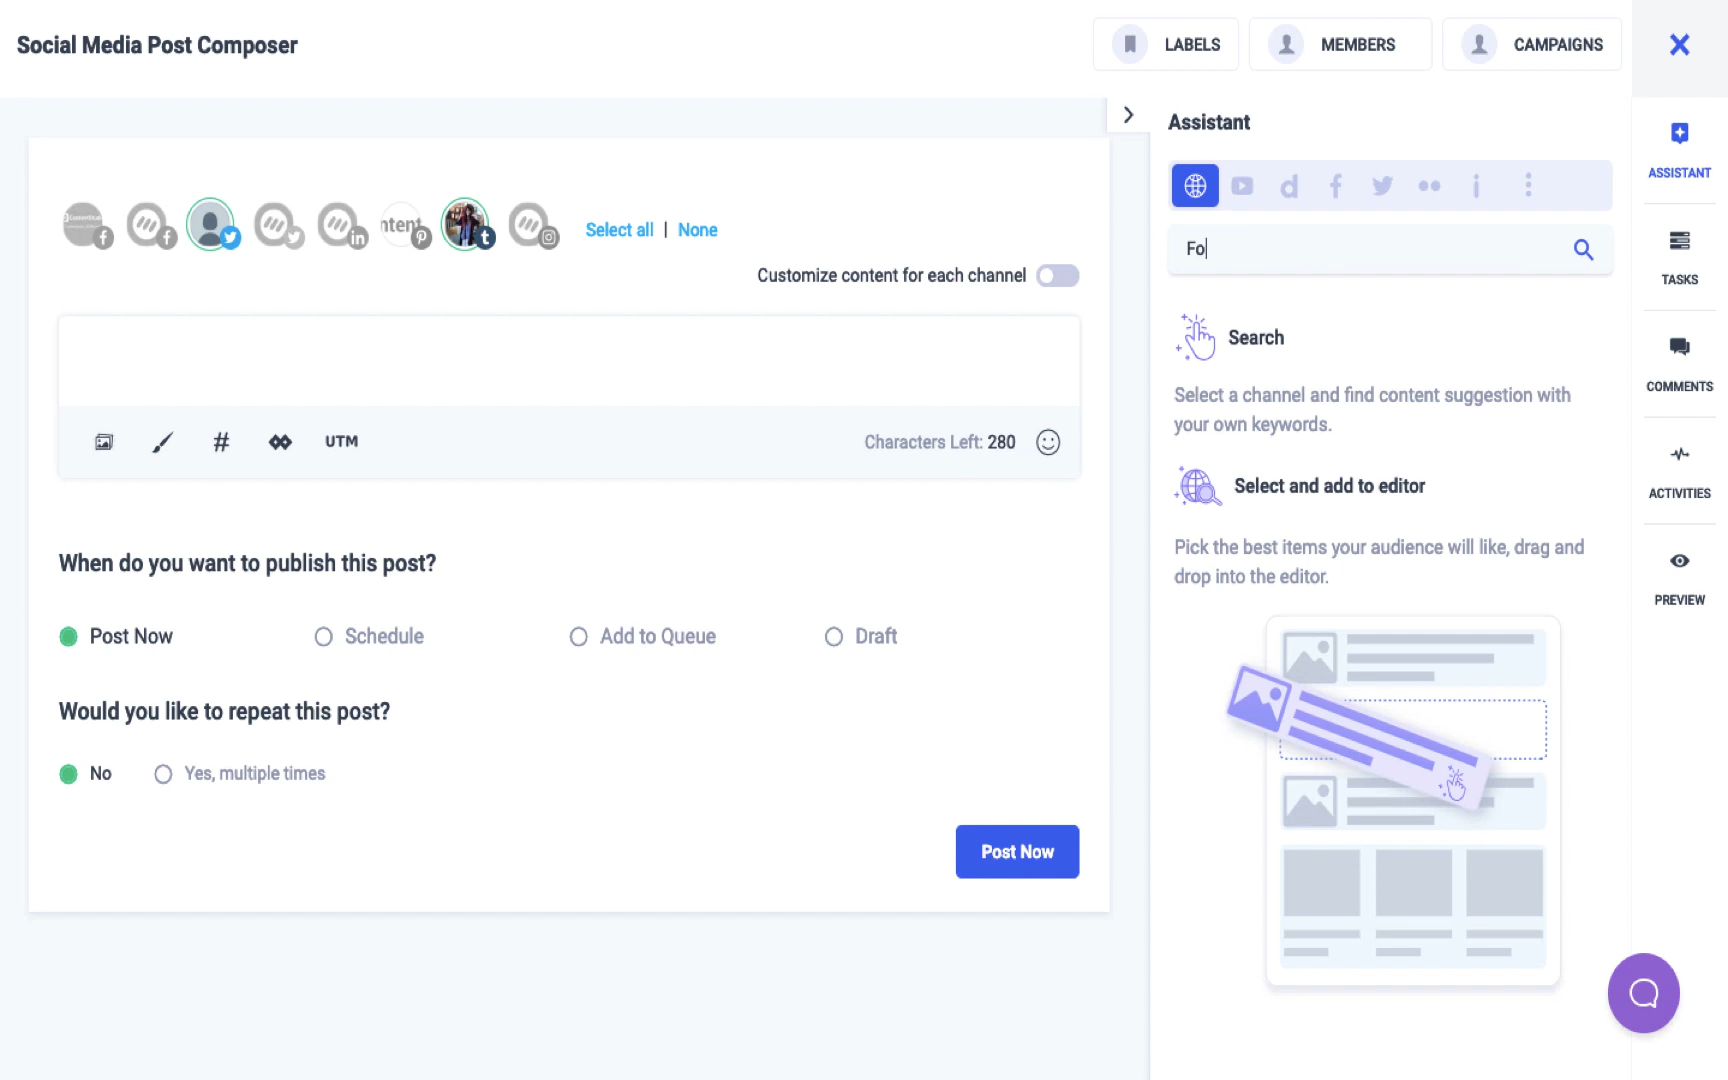 Social Media Post Composer
LABELS
MEMBERS
CAMPAIGNS
Assistant
ASSISTANT
Select all | None
Fo
Customize content for each channel
TASKS
Search
Select a channel and find content suggestion with
your own keywords.
COMMENTS
UTM
Characters Left: 280
Select and add to editor
ACTIVITIES
Pick the best items your audience will like, drag and
drop into the editor.
When do you want to publish this post?
PREVIEW
Post Now
Schedule
Add to Queue
Draft
Would you like to repeat this post?
No
Yes, multiple times
Post Now